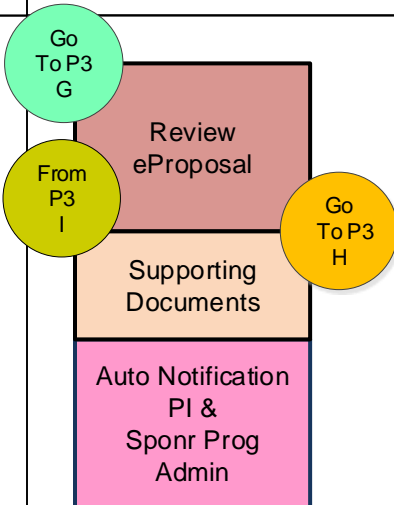 Go
To P3
G
Review
eProposal
From
P3
I
Go
To P3
H
Supporting
Documents
Auto Notification
PI &
Sponr Prog
Admin